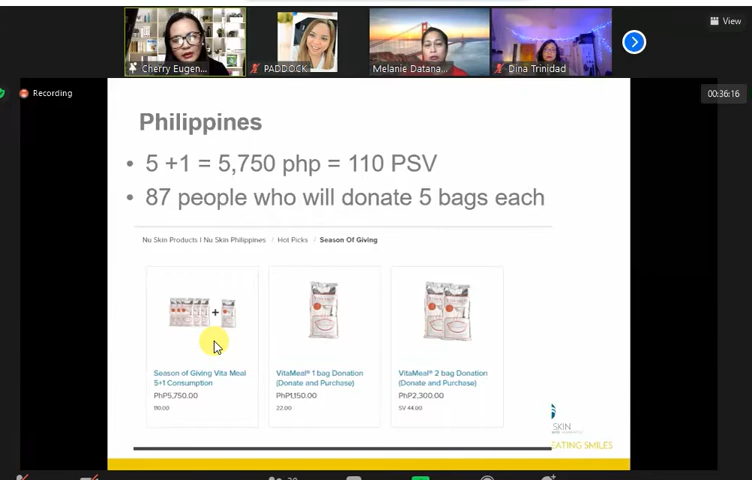 View
Cherry Eugen...
PADDOCK
Melanie Datana...
Dina Trinidad
Recording
00:36:16
Philippines
• 5 +1 = 5,750 php = 110 PSV
• 87 people who will donate 5 bags each
Nu Skin Products | Nu Skin Philippines / Hot Picks / Season Of Giving
+
Season of Giving Vita Meal
5+1 Consumption
PhP5,750.00
110.00
VitaMeal® 1 bag Donation
(Donate and Purchase)
PhP1,150.00
22.00
VitaMeal® 2 bag Donation
(Donate and Purchase)
PhP2,300.00
SV 44.00
SKIN
EATING SMILES